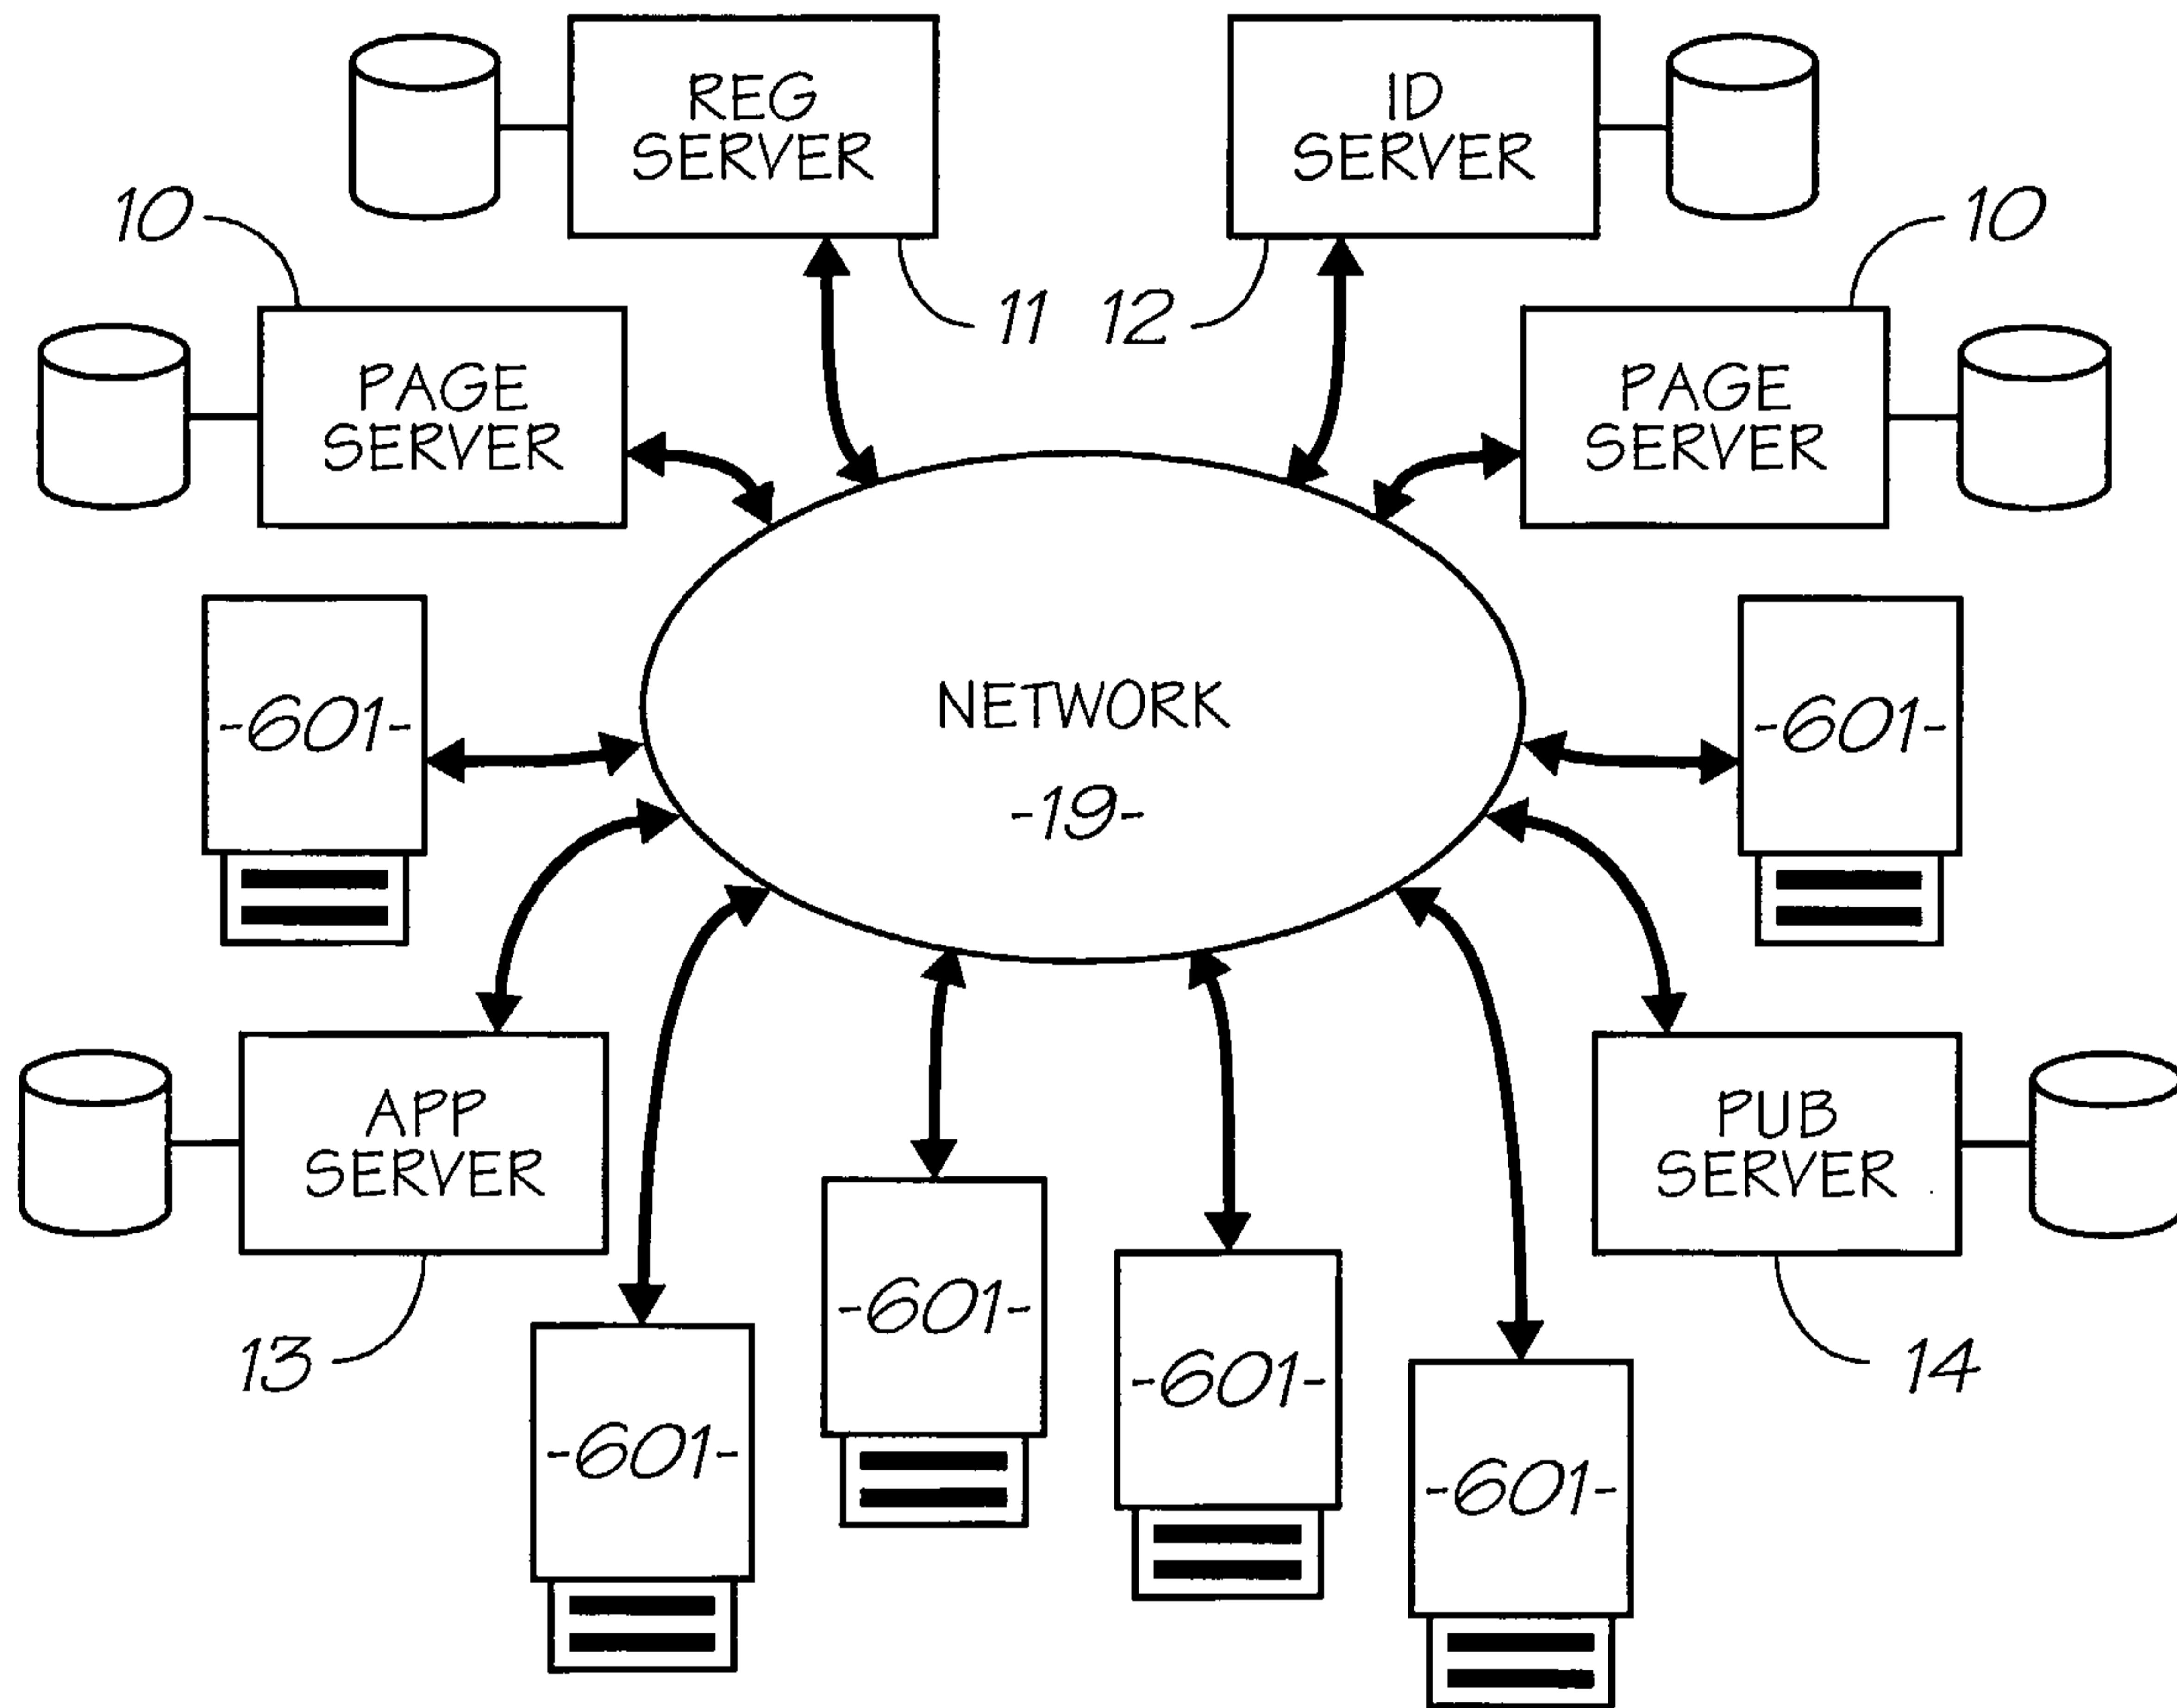 REG
SERVER
ID
SERVER
10
10
11
12
PAGE
SERVER
PAGE
SERVER
NETWORK
-19-
-601-
-601-
APP
SERVER
PUB
SERVER
13
14
-601-
-601-
-601-
-601-